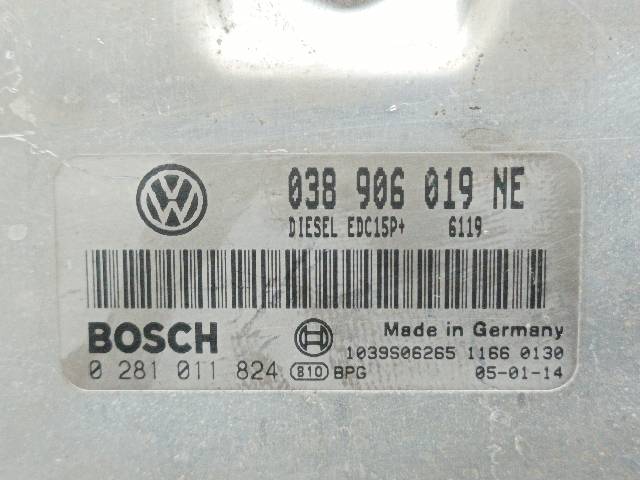 038 906 019 NE
DIESEL EDC15P+ 6119
BOSCH
Made in Germany
1039S06265 1166 0130
0 281 011 824 810 BPG 05-01-14